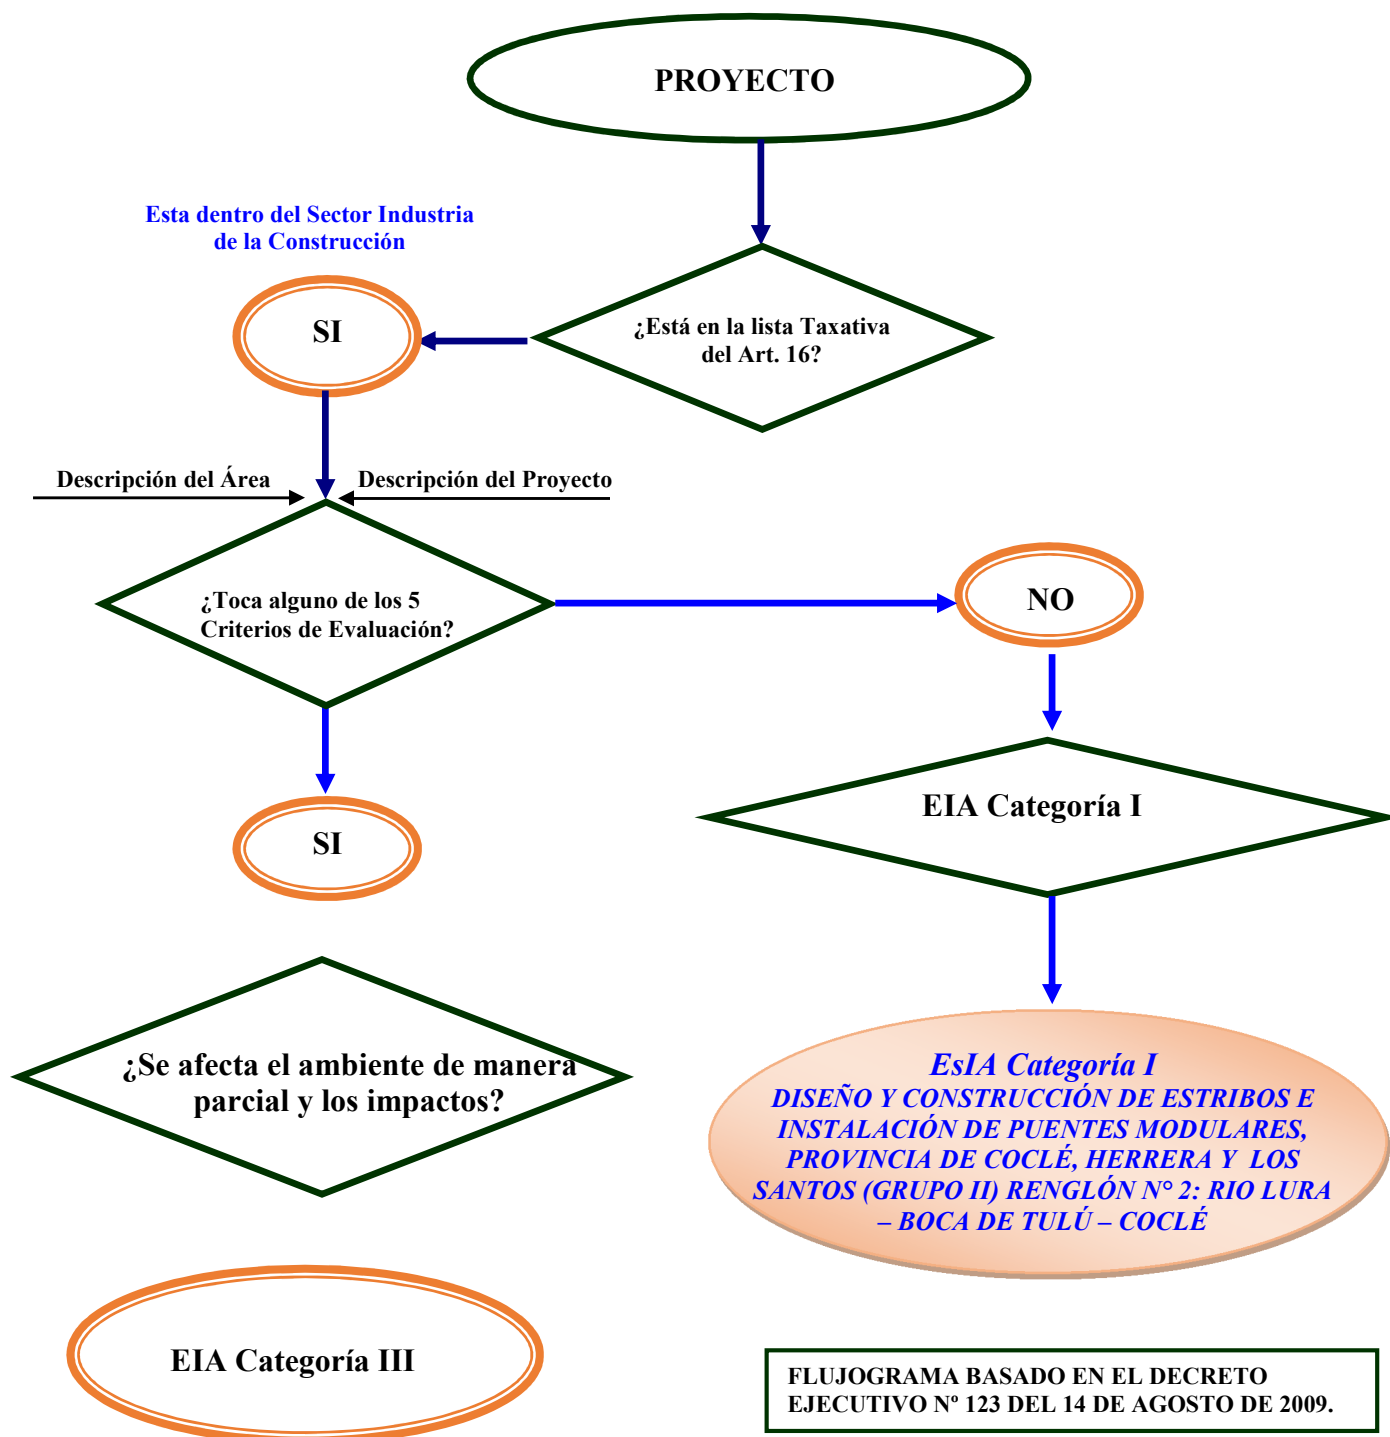 PROYECTO
Esta dentro del Sector Industria
de la Construcción
SI
¿Está en la lista Taxativa
del Art. 16?
Descripción del Área
Descripción del Proyecto
¿Toca alguno de los 5
Criterios de Evaluación?
NO
EIA Categoría I
SI
¿Se afecta el ambiente de manera
parcial y los impactos?
EsIA Categoría I
DISEÑO Y CONSTRUCCIÓN DE ESTRIBOS E
INSTALACIÓN DE PUENTES MODULARES,
PROVINCIA DE COCLÉ, HERRERA Y LOS
SANTOS (GRUPO II) RENGLÓN N° 2: RIO LURA
– BOCA DE TULÚ – COCLÉ
EIA Categoría III
FLUJOGRAMA BASADO EN EL DECRETO
EJECUTIVO Nº 123 DEL 14 DE AGOSTO DE 2009.